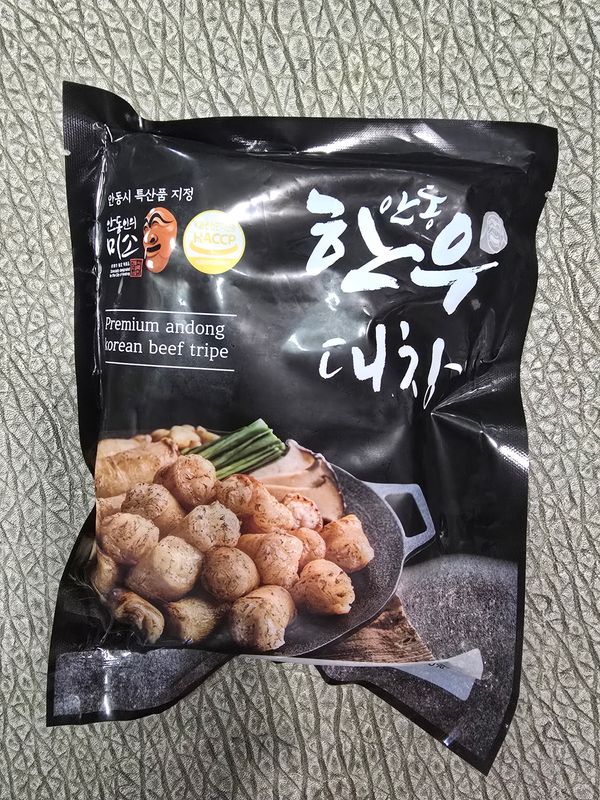 안동시 특산품 지정
안동인의
미소
HACCP
안동
한우
대창
Premium andong
korean beef tripe